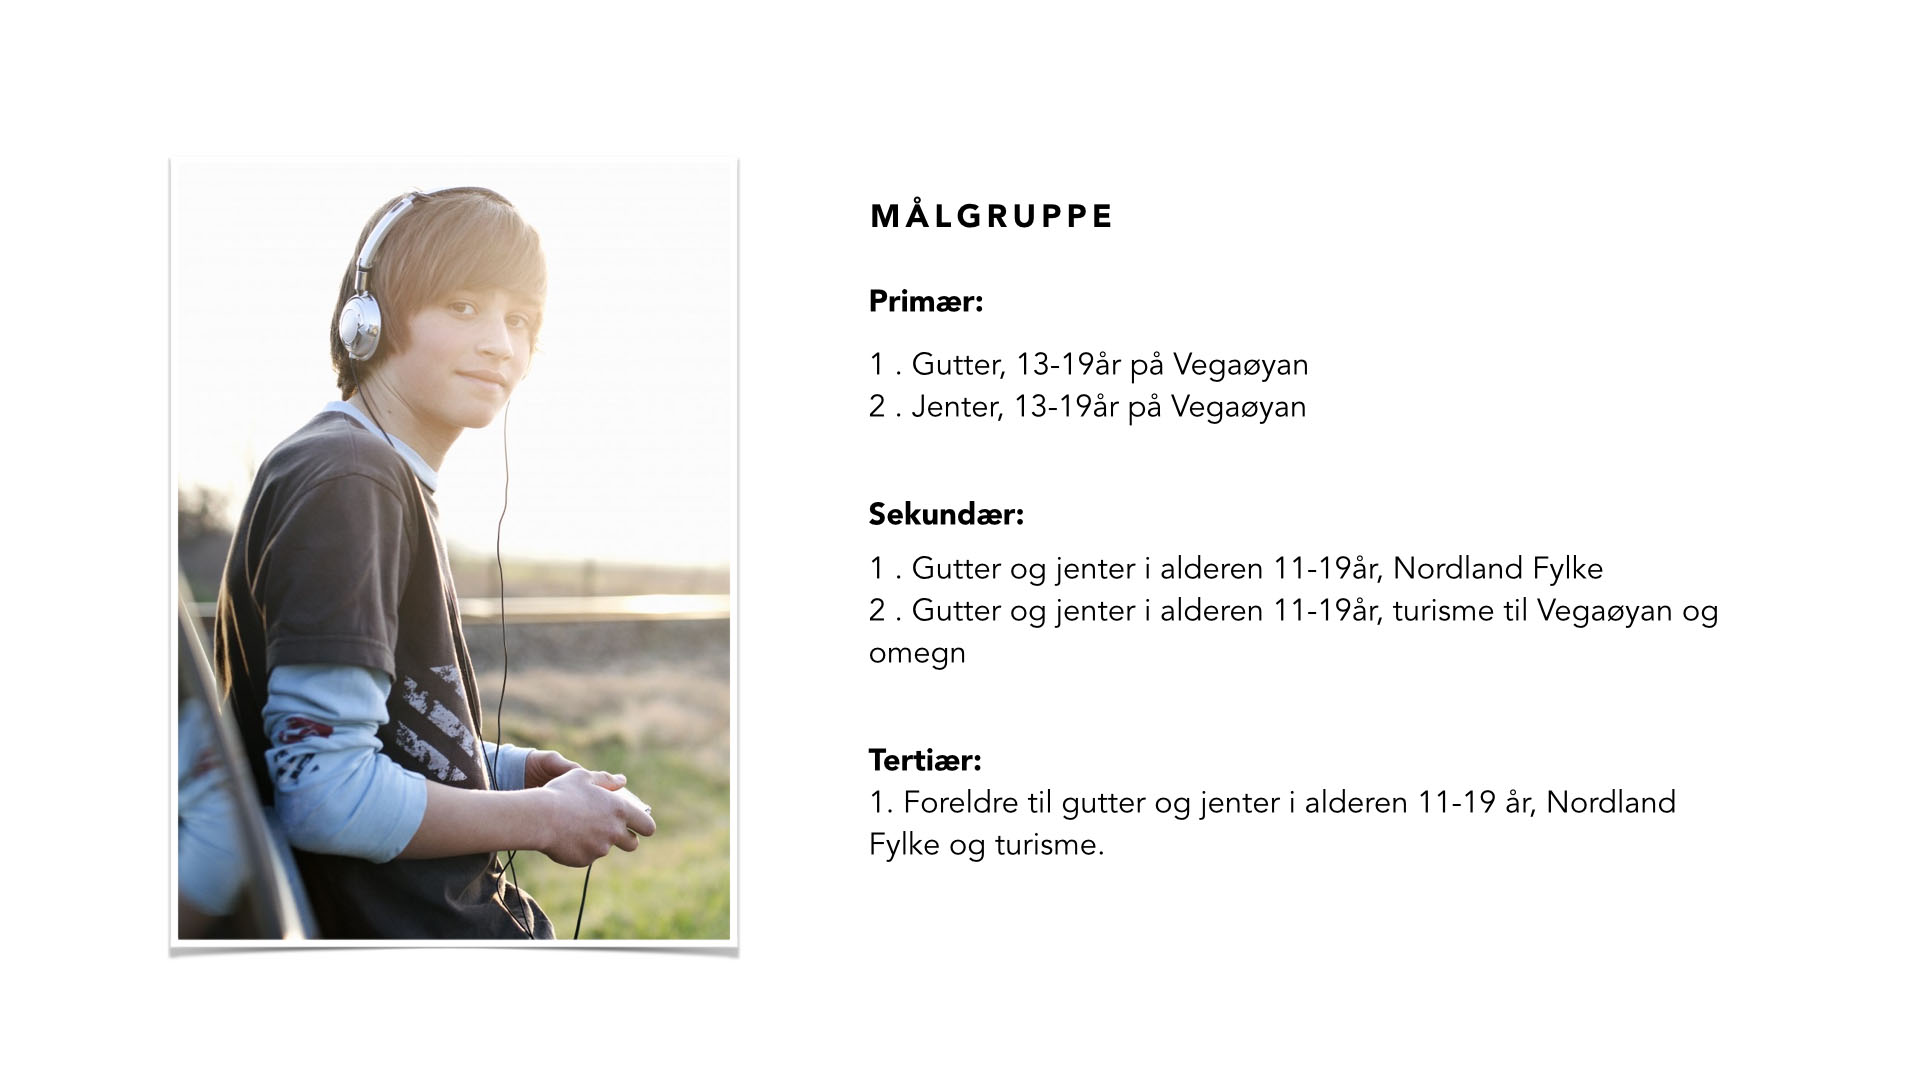 MÅLGRUPPE
Primær:
1 . Gutter, 13-19år på Vegaøyan
2 . Jenter, 13-19år på Vegaøyan
Sekundær:
1 . Gutter og jenter i alderen 11-19år, Nordland Fylke
2 . Gutter og jenter i alderen 11-19år, turisme til Vegaøyan og
omegn
Tertiær:
1. Foreldre til gutter og jenter i alderen 11-19 år, Nordland
Fylke og turisme.